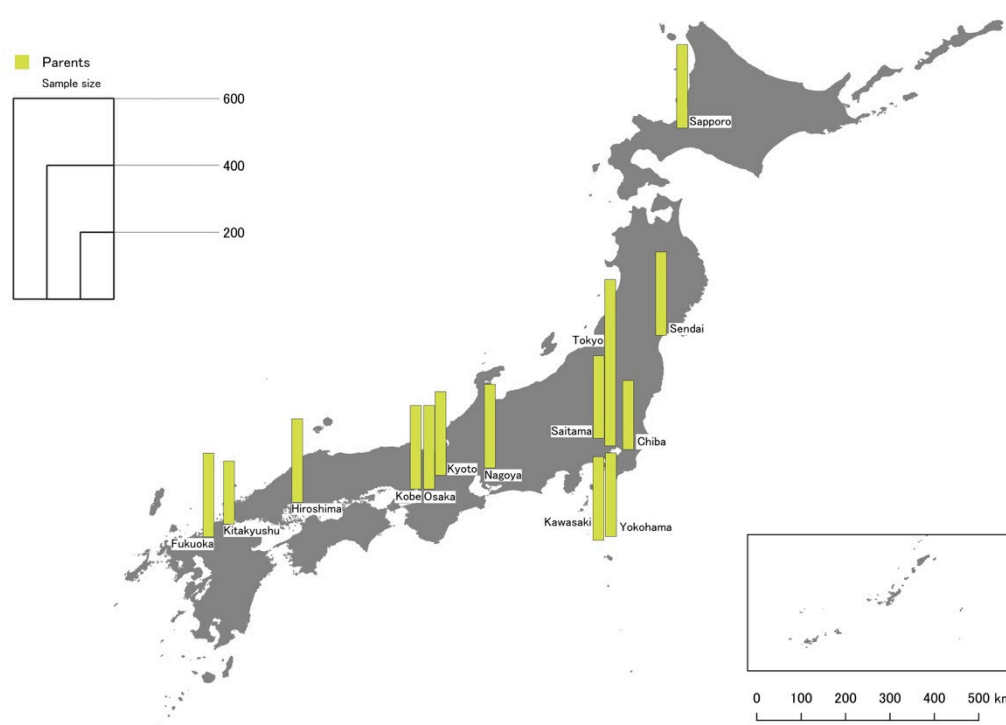 Parents
Sample size
600
400
200
Sapporo
Sendai
Tokyo
Saitama
Chiba
Kyoto
Nagoya
Kobe
Osaka
Hiroshima
Kawasaki
Yokohama
Kitakyushu
Fukuoka
0 100 200 300 400 500 km